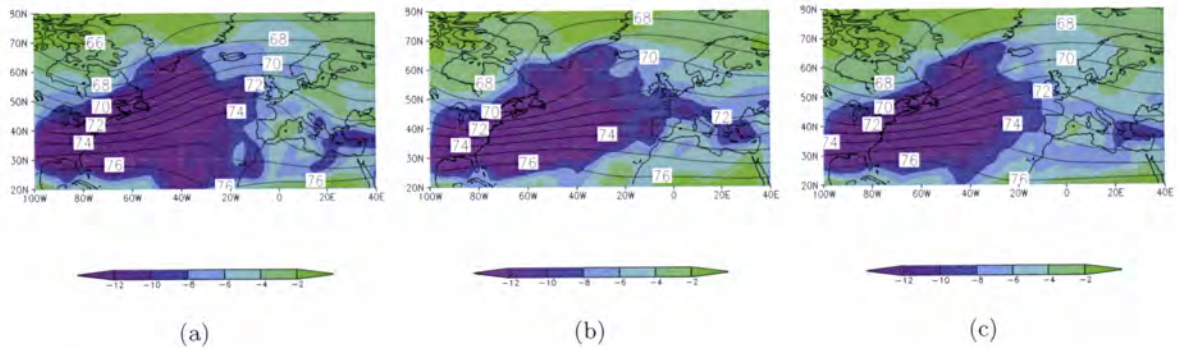 80N 80N 80N
70N 70N 70N
60N 60N 60N
50N 50N 50N
40N 40N 40N
30N 30N 30N
20N 20N 20N
66 68 68 70 70 72 72 74 74 76 76 76
68 68 70 70 72 72 74 74 76 76
68 68 70 70 72 72 74 74 76 76
100W 80W 60W 40W 20W 0 20E 40E
100W 80W 60W 40W 20W 0 20E 40E
100W 80W 60W 40W 20W 0 20E 40E
-12 -10 -8 -6 -4 -2
-12 -10 -8 -6 -4 -2
-12 -10 -8 -6 -4 -2
(a) (b) (c)